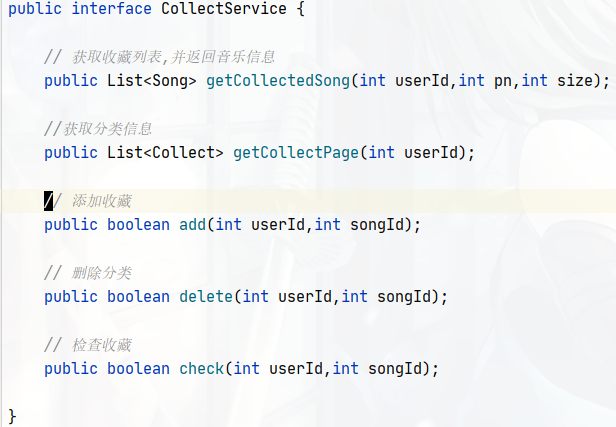 public interface CollectService {
// 获取收藏列表,并返回音乐信息
public List<Song> getCollectedSong(int userId,int pn,int size);
//获取分类信息
public List<Collect> getCollectPage(int userId);
// 添加收藏
public boolean add(int userId,int songId);
// 删除分类
public boolean delete(int userId,int songId);
// 检查收藏
public boolean check(int userId,int songId);
}